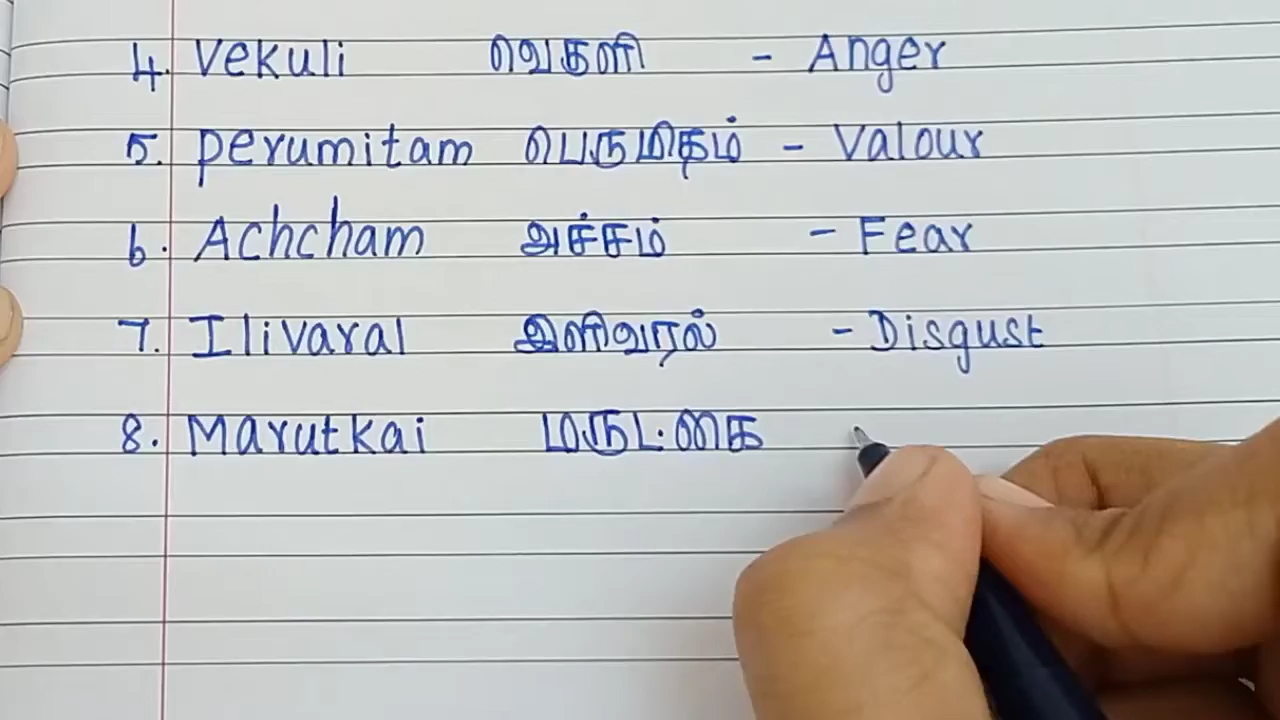 4. Vekuli வெகுளி - Anger
5. Perumitam பெருமிதம் - Valour
6. Achcham அச்சம் - Fear
7. Ilivaral இளிவரல் - Disgust
8. Marutkai மருட்கை